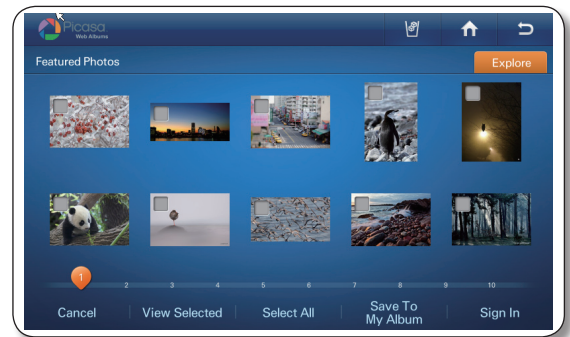 Picasa
Web Albums
Featured Photos
Explore
1 2 3 4 5 6 7 8 9 10
Cancel
View Selected
Select All
Save To
My Album
Sign In